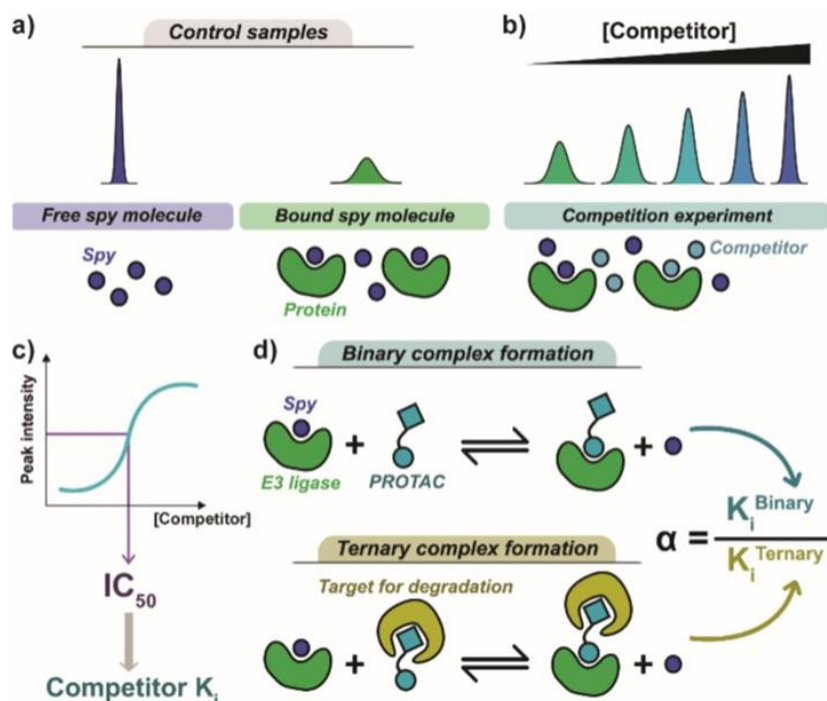 a)
Control samples
Free spy molecule
Bound spy molecule
Spy
Protein
b)
[Competitor]
Competition experiment
Competitor
c)
Peak intensity
[Competitor]
IC50
Competitor Ki
d)
Binary complex formation
Spy
+
+
E3 ligase
PROTAC
Ternary complex formation
Target for degradation
+
+
α = Ki Binary
Ki Ternary